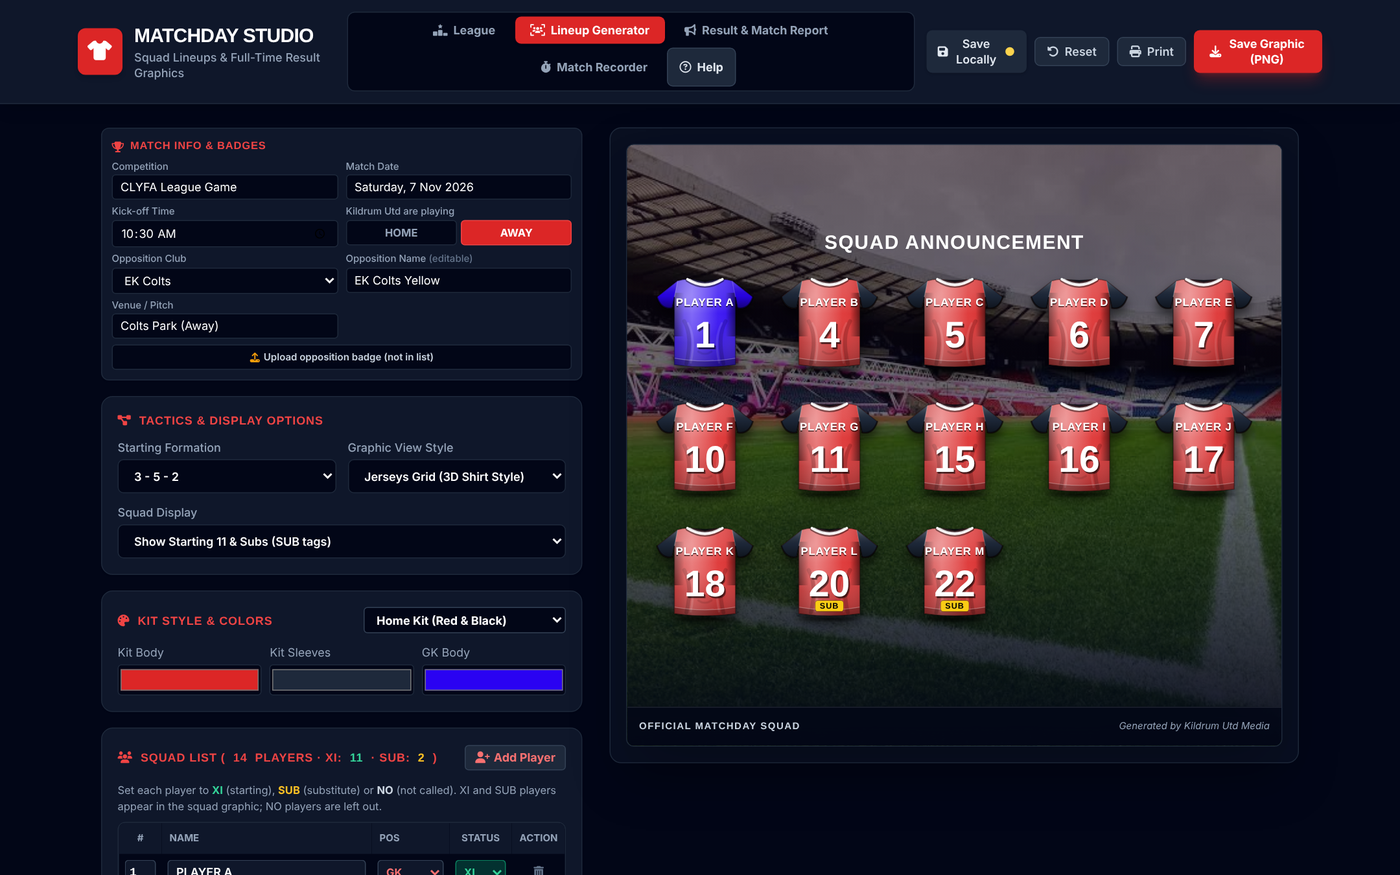 MATCHDAY STUDIO
Squad Lineups & Full-Time Result
Graphics
League
Lineup Generator
Result & Match Report
Match Recorder
Help
Save
Locally
Reset
Print
Save Graphic
(PNG)
MATCH INFO & BADGES
Competition
Match Date
CLYFA League Game
Saturday, 7 Nov 2026
Kick-off Time
Kildrum Utd are playing
10:30 AM
HOME
AWAY
Opposition Club
Opposition Name (editable)
EK Colts
EK Colts Yellow
Venue / Pitch
Colts Park (Away)
Upload opposition badge (not in list)
TACTICS & DISPLAY OPTIONS
Starting Formation
Graphic View Style
3 - 5 - 2
Jerseys Grid (3D Shirt Style)
Squad Display
Show Starting 11 & Subs (SUB tags)
KIT STYLE & COLORS
Home Kit (Red & Black)
Kit Body
Kit Sleeves
GK Body
SQUAD LIST ( 14 PLAYERS · XI: 11 · SUB: 2 )
Add Player
Set each player to XI (starting), SUB (substitute) or NO (not called). XI and SUB players
appear in the squad graphic; NO players are left out.
# NAME POS STATUS ACTION
1 PLAYER A GK XI
SQUAD ANNOUNCEMENT
PLAYER A PLAYER B PLAYER C PLAYER D PLAYER E
1 4 5 6 7
PLAYER F PLAYER G PLAYER H PLAYER I PLAYER J
10 11 15 16 17
PLAYER K PLAYER L PLAYER M
18 20 22
SUB SUB
OFFICIAL MATCHDAY SQUAD
Generated by Kildrum Utd Media